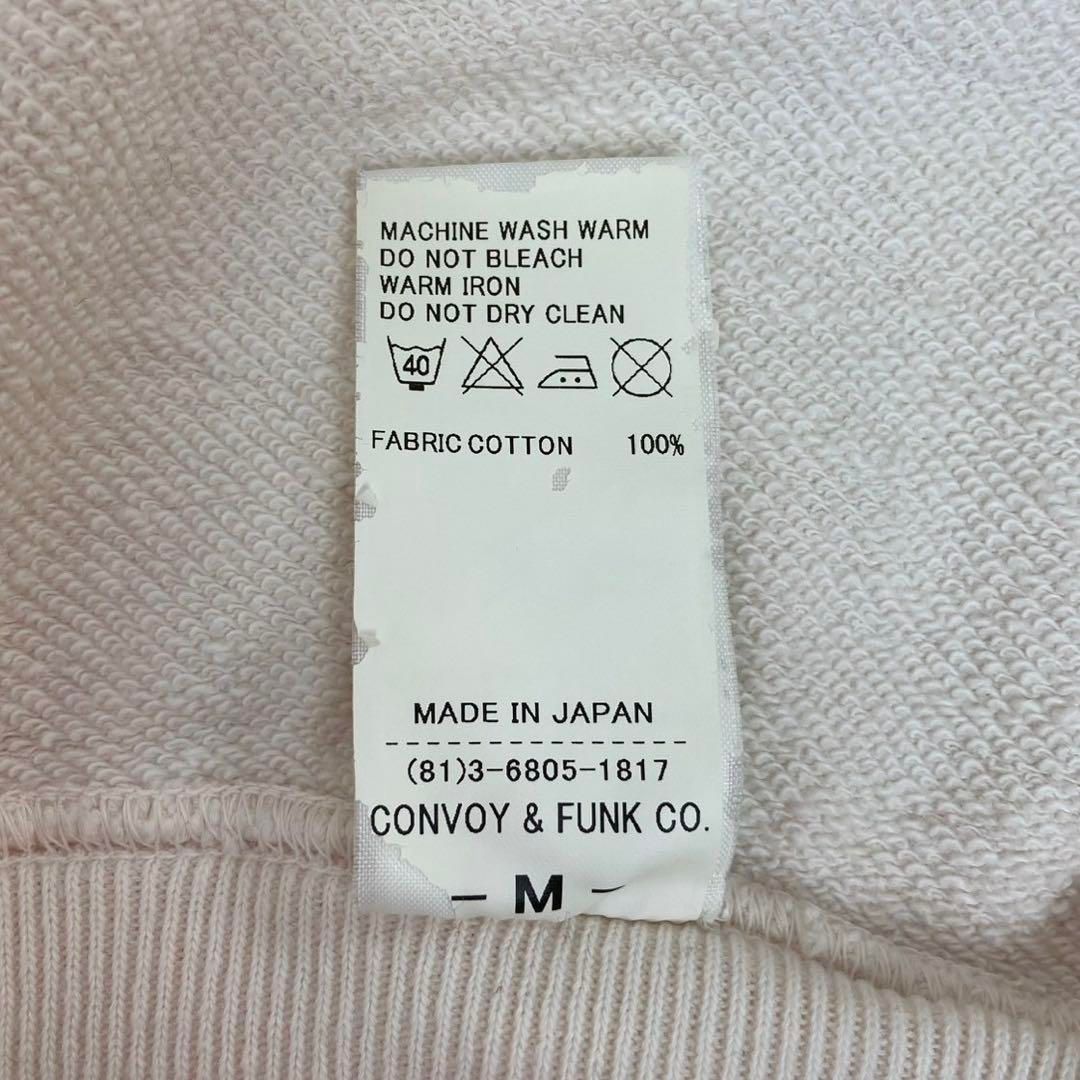 MACHINE WASH WARM
DO NOT BLEACH
WARM IRON
DO NOT DRY CLEAN
40
FABRIC COTTON 100%
MADE IN JAPAN
(81)3-6805-1817
CONVOY & FUNK CO.
- M -